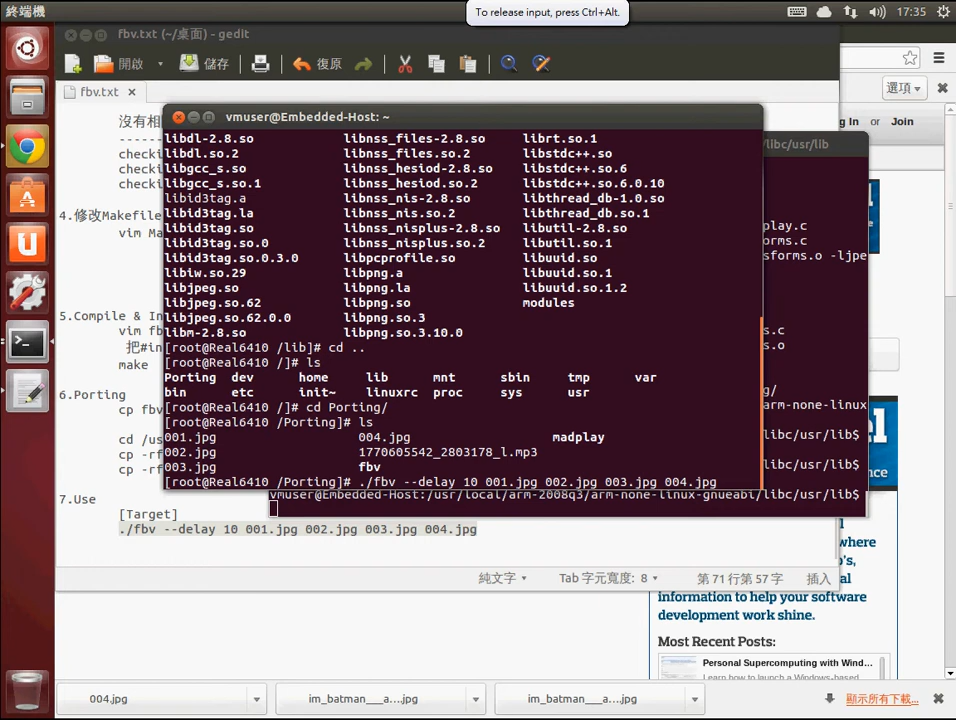 終端機
To release input, press Ctrl+Alt.
17:35
fbv.txt (~/桌面) - gedit
開啟
儲存
復原
選項
fbv.txt
g In or Join
沒有相
checki
checki
checki
4.修改Makefile
vim Ma
5.Compile & In
vim fb
把#in
make
6.Porting
cp fbv
cd /us
cp -rf
cp -rf
7.Use
[Target]
./fbv --delay 10 001.jpg 002.jpg 003.jpg 004.jpg
vmuser@Embedded-Host: ~
libdl-2.8.so libnss_files-2.8.so librt.so.1
libdl.so.2 libnss_files.so.2 libstdc++.so
libgcc_s.so libnss_hesiod-2.8.so libstdc++.so.6
libgcc_s.so.1 libnss_hesiod.so.2 libstdc++.so.6.0.10
libid3tag.a libnss_nis-2.8.so libthread_db-1.0.so
libid3tag.la libnss_nis.so.2 libthread_db.so.1
libid3tag.so libnss_nisplus-2.8.so libutil-2.8.so
libid3tag.so.0 libnss_nisplus.so.2 libutil.so.1
libid3tag.so.0.3.0 libpcprofile.so libuuid.so
libiw.so.29 libpng.a libuuid.so.1
libjpeg.so libpng.la libuuid.so.1.2
libjpeg.so.62 libpng.so modules
libjpeg.so.62.0.0 libpng.so.3
libm-2.8.so libpng.so.3.10.0
[root@Real6410 /lib]# cd ..
[root@Real6410 /]# ls
Porting dev home lib mnt sbin tmp var
bin etc init~ linuxrc proc sys usr
[root@Real6410 /]# cd Porting/
[root@Real6410 /Porting]# ls
001.jpg 004.jpg madplay
002.jpg 1770605542_2803178_l.mp3
003.jpg fbv
[root@Real6410 /Porting]# ./fbv --delay 10 001.jpg 002.jpg 003.jpg 004.jpg
/libc/usr/lib
play.c
orms.c
sforms.o -ljpe
s.c
s.o
g/
arm-none-linux
libc/usr/lib$
libc/usr/lib$
vmuser@Embedded-Host:/usr/local/arm-2008q3/arm-none-linux-gnueabi/libc/usr/lib$
純文字 Tab 字元寬度: 8 第 71 行第 57 字 插入
el
nce
l
where
o's,
al
information to help your software
development work shine.
Most Recent Posts:
Personal Supercomputing with Wind...
Learn how to launch a Windows-based
004.jpg
im_batman___a....jpg
im_batman___a....jpg
顯示所有下載...